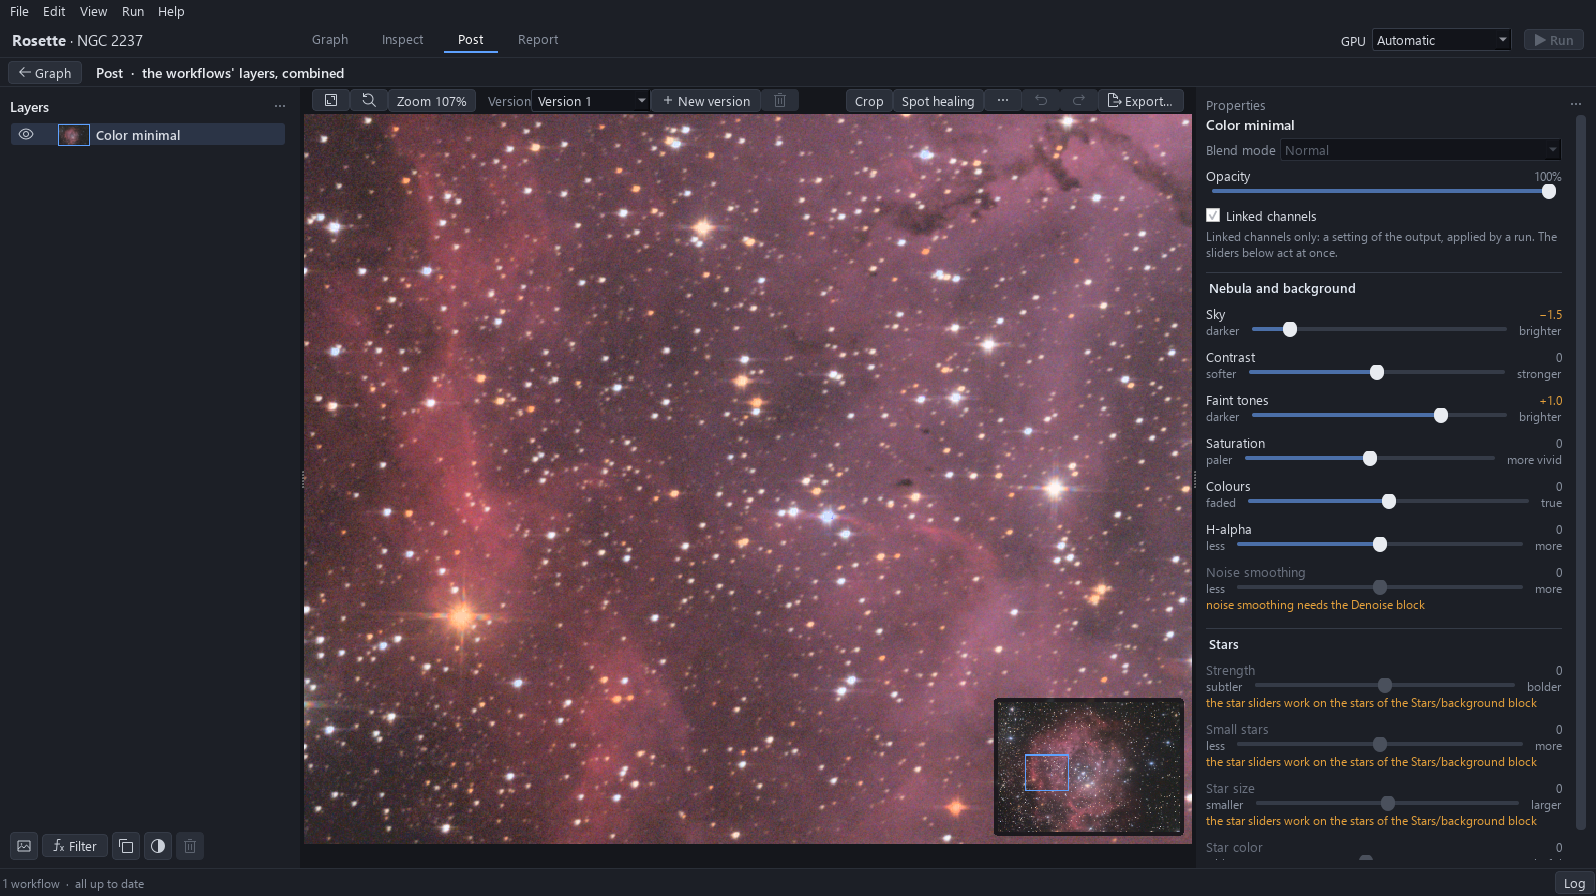 File Edit View Run Help
Rosette · NGC 2237
Graph Inspect Post Report
GPU Automatic Run
Graph
Post · the workflows' layers, combined
Layers
Color minimal
Zoom 107% Version Version 1 New version Crop Spot healing Export...
Properties
Color minimal
Blend mode Normal
Opacity 100%
Linked channels
Linked channels only: a setting of the output, applied by a run. The
sliders below act at once.
Nebula and background
Sky −1.5
darker brighter
Contrast 0
softer stronger
Faint tones +1.0
darker brighter
Saturation 0
paler more vivid
Colours 0
faded true
H-alpha 0
less more
Noise smoothing 0
less more
noise smoothing needs the Denoise block
Stars
Strength 0
subtler bolder
the star sliders work on the stars of the Stars/background block
Small stars 0
less more
the star sliders work on the stars of the Stars/background block
Star size 0
smaller larger
the star sliders work on the stars of the Stars/background block
Star color 0
fx Filter
1 workflow · all up to date
Log